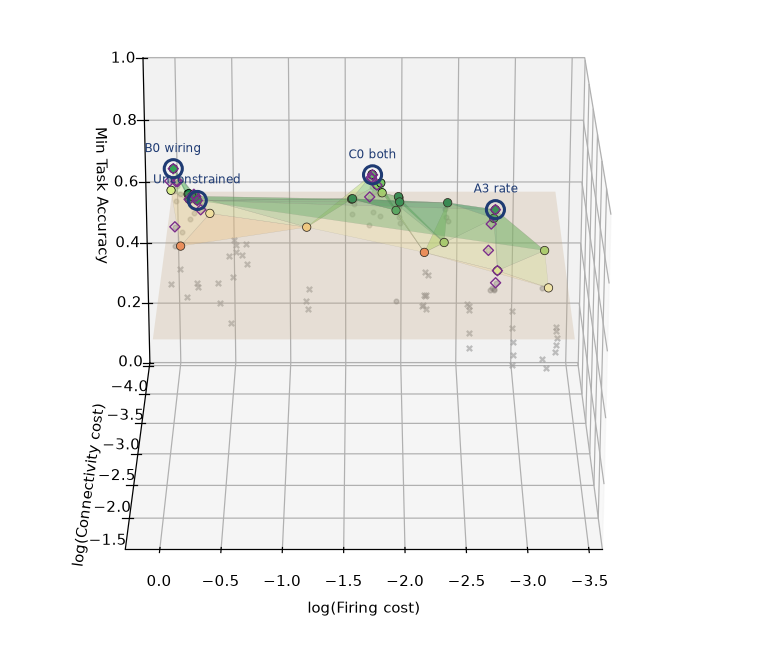 1.0
0.8
0.6
0.4
0.2
0.0
Min Task Accuracy
B0 wiring
Unconstrained
C0 both
A3 rate
−4.0
−3.5
−3.0
−2.5
−2.0
−1.5
log(Connectivity cost)
0.0 −0.5 −1.0 −1.5 −2.0 −2.5 −3.0 −3.5
log(Firing cost)